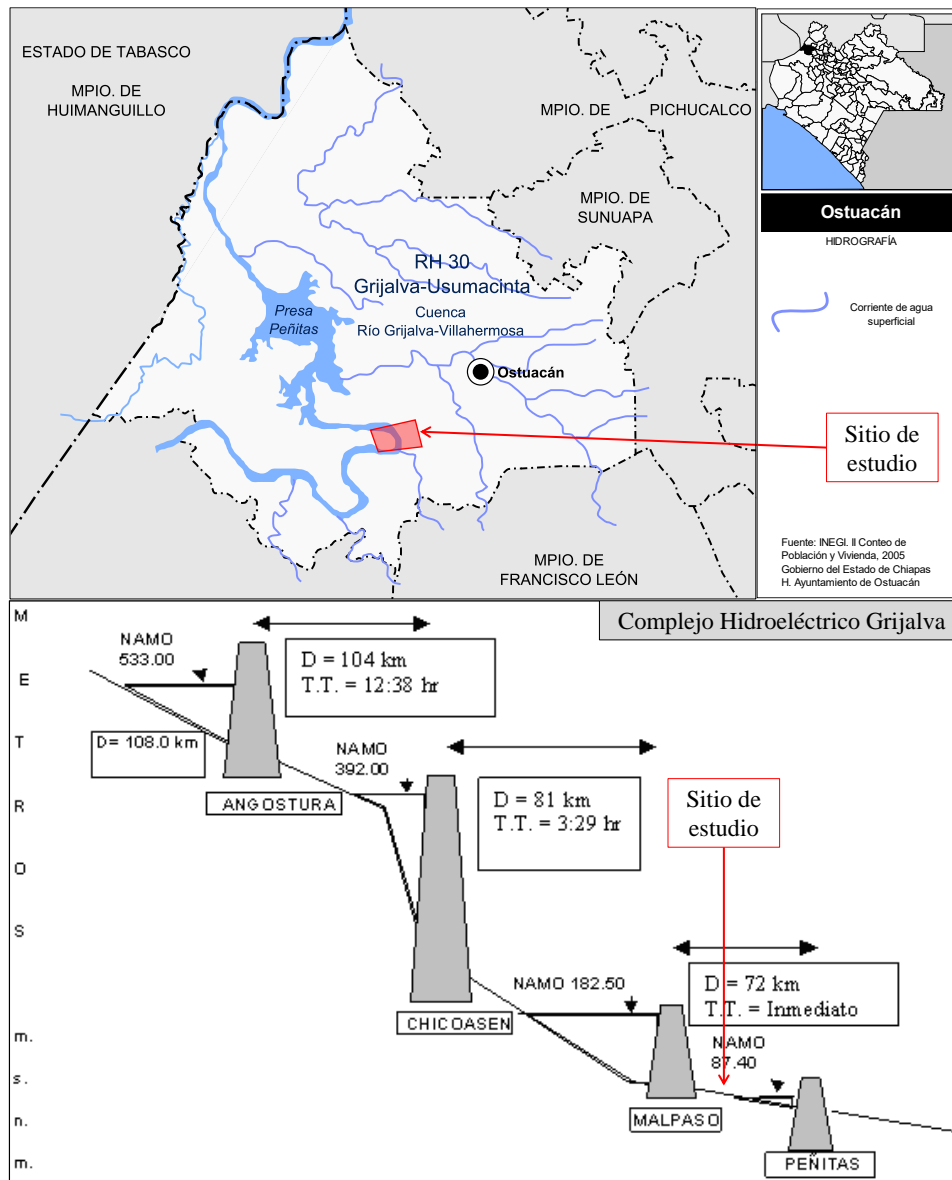 ESTADO DE TABASCO
MPIO. DE
HUIMANGUILLO
MPIO. DE
PICHUCALCO
MPIO. DE
SUNUAPA
RH 30
Grijalva-Usumacinta
Cuenca
Río Grijalva-Villahermosa
Presa
Peñitas
Ostuacán
MPIO. DE
FRANCISCO LEÓN
Ostuacán
HIDROGRAFÍA
Corriente de agua
superficial
Sitio de
estudio
Fuente: INEGI. II Conteo de
Población y Vivienda, 2005
Gobierno del Estado de Chiapas
H. Ayuntamiento de Ostuacán
Complejo Hidroeléctrico Grijalva
M
E
T
R
O
S
m.
s.
n.
m.
NAMO
533.00
D = 104 km
T.T. = 12:38 hr
D= 108.0 km
ANGOSTURA
NAMO
392.00
D = 81 km
T.T. = 3:29 hr
Sitio de
estudio
CHICOASEN
NAMO 182.50
D = 72 km
T.T. = Inmediato
NAMO
87.40
MALPASO
PEÑITAS